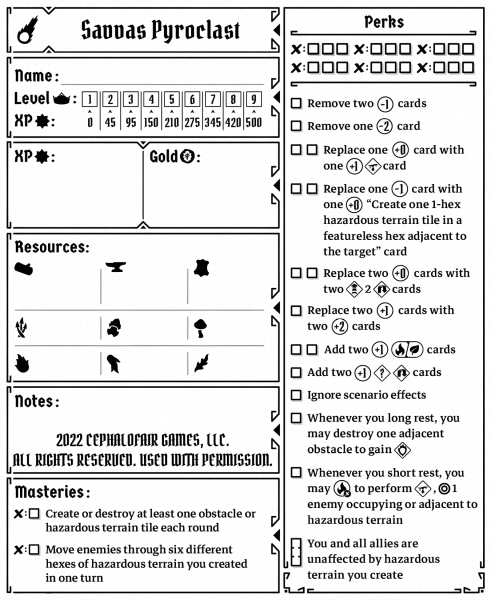 Savvas Pyroclast
Name:
Level : 1 2 3 4 5 6 7 8 9
XP : 0 45 95 150 210 275 345 420 500
XP : Gold :
Resources:
Notes:
2022 CEPHALOFAIR GAMES, LLC.
ALL RIGHTS RESERVED. USED WITH PERMISSION.
Masteries:
Create or destroy at least one obstacle or
hazardous terrain tile each round
Move enemies through six different
hexes of hazardous terrain you created
in one turn
Perks
Remove two -1 cards
Remove one -2 card
Replace one +0 card with
one +1 card
Replace one -1 card with
one +0 “Create one 1-hex
hazardous terrain tile in a
featureless hex adjacent to
the target” card
Replace two +0 cards with
two 2 cards
Replace two +1 cards with
two +2 cards
Add two +1 cards
Add two +1 ? cards
Ignore scenario effects
Whenever you long rest, you
may destroy one adjacent
obstacle to gain
Whenever you short rest, you
may to perform , 1
enemy occupying or adjacent to
hazardous terrain
You and all allies are
unaffected by hazardous
terrain you create